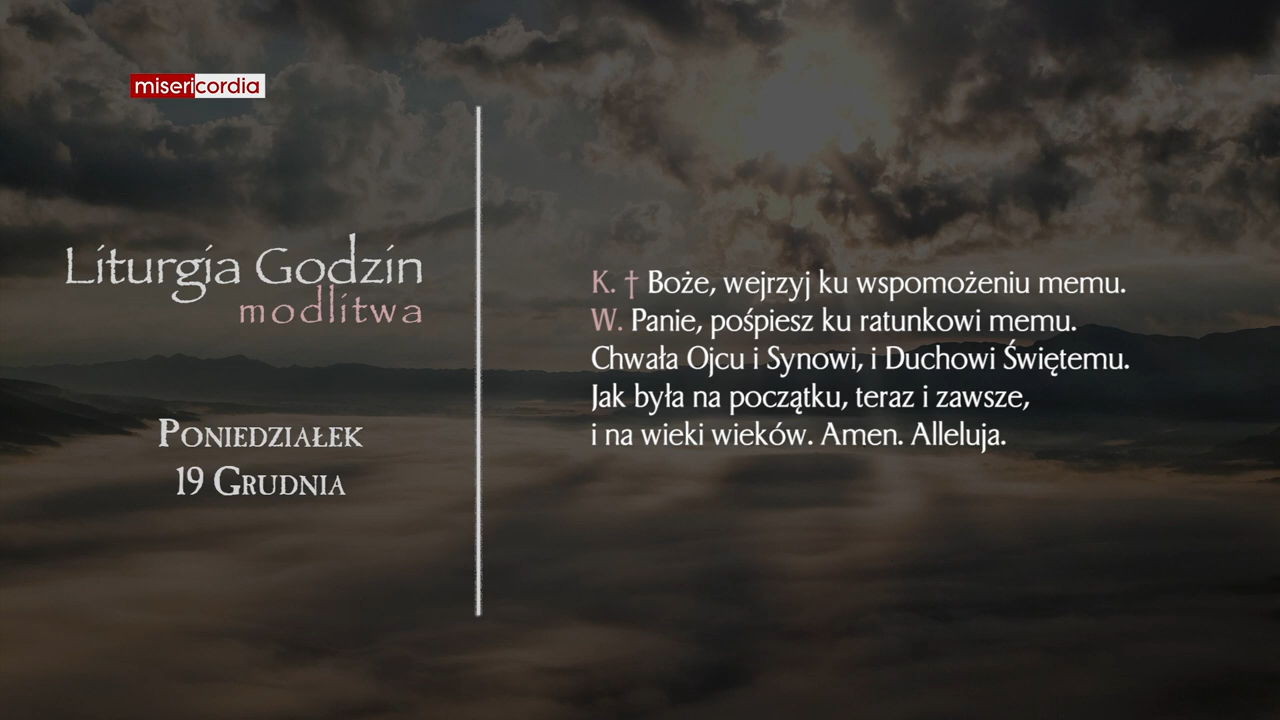 misericordia
Liturgia Godzin
modlitwa
Poniedziałek
19 Grudnia
K. † Boże, wejrzyj ku wspomożeniu memu.
W. Panie, pośpiesz ku ratunkowi memu.
Chwała Ojcu i Synowi, i Duchowi Świętemu.
Jak była na początku, teraz i zawsze,
i na wieki wieków. Amen. Alleluja.